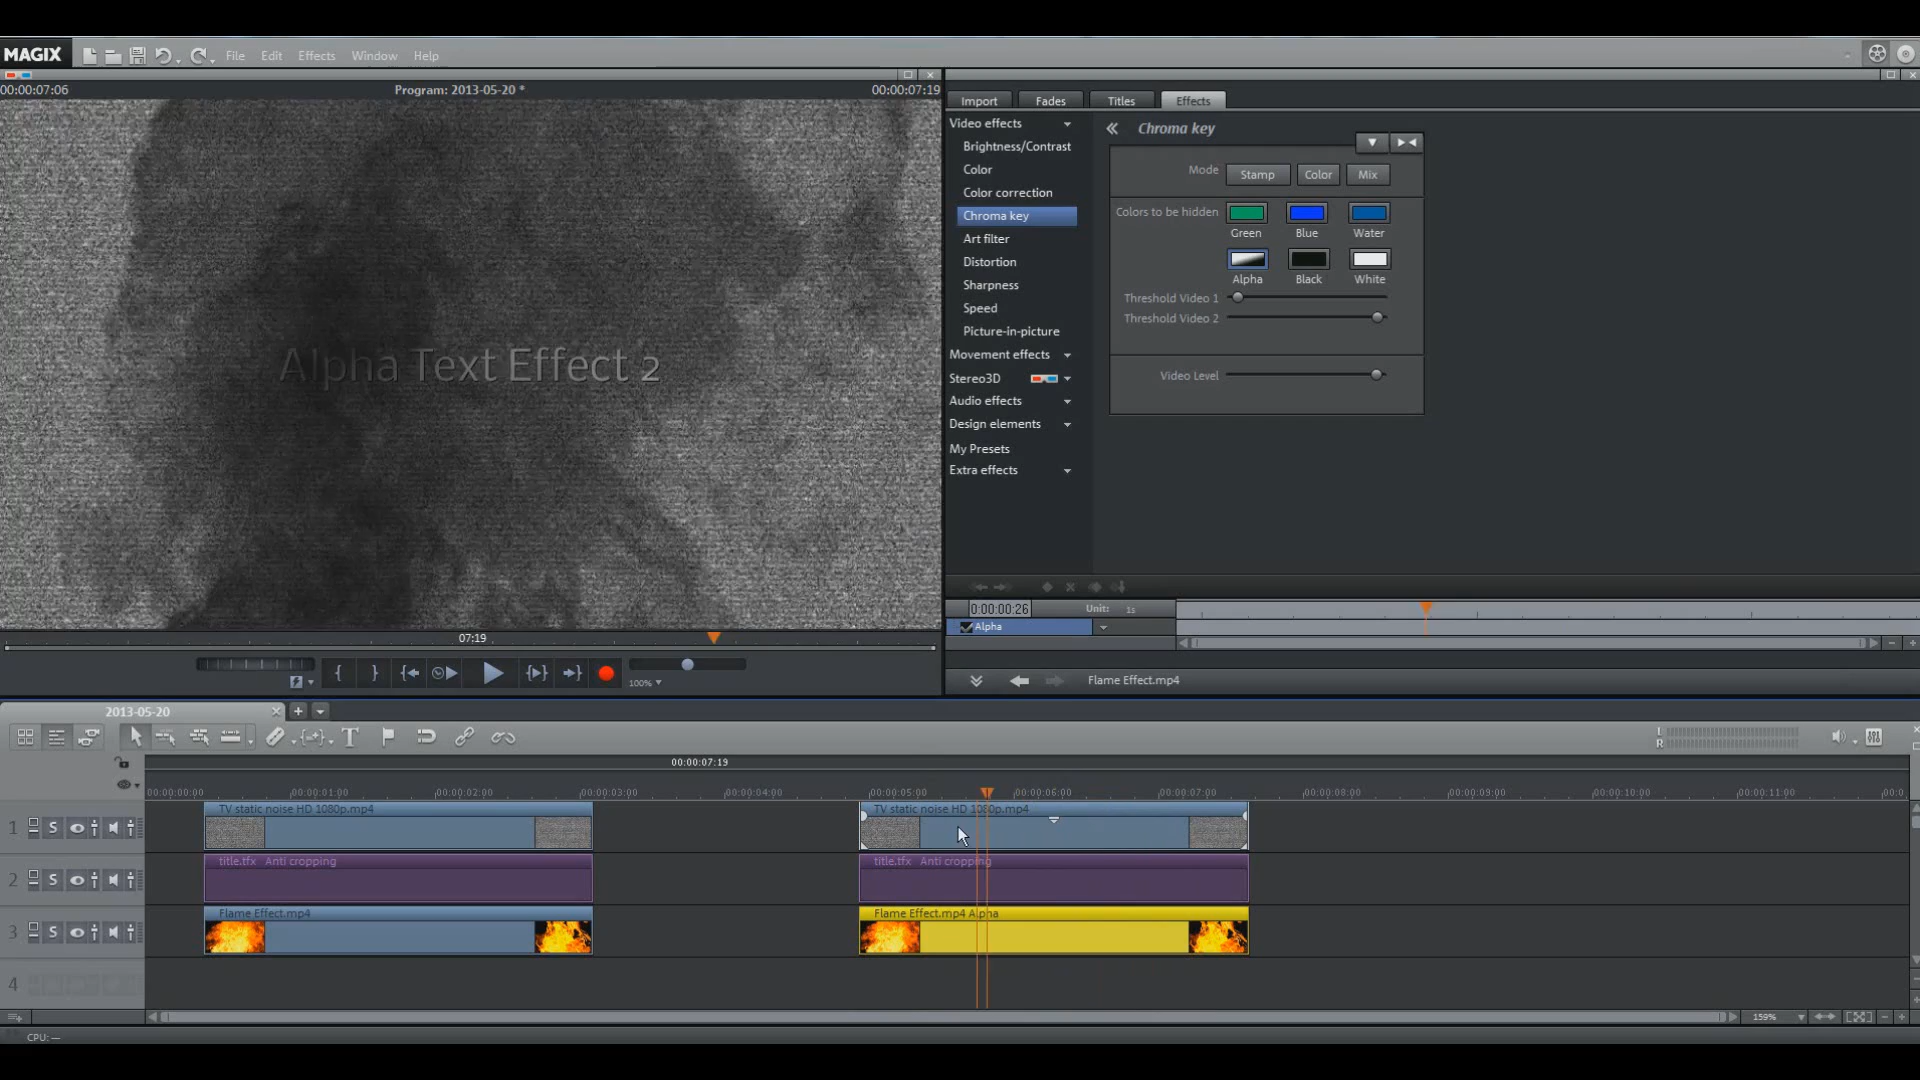 MAGIX File Edit Effects Window Help
00:00:07:06 Program: 2013-05-20 * 00:00:07:19
Alpha Text Effect 2
07:19
100%
Import Fades Titles Effects
Video effects
Brightness/Contrast
Color
Color correction
Chroma key
Art filter
Distortion
Sharpness
Speed
Picture-in-picture
Movement effects
Stereo3D
Audio effects
Design elements
My Presets
Extra effects
Chroma key
Mode Stamp Color Mix
Colors to be hidden
Green Blue Water
Alpha Black White
Threshold Video 1
Threshold Video 2
Video Level
0:00:00:26 Unit: 1s
Alpha
Flame Effect.mp4
2013-05-20
L
R
00:00:07:19
00:00:00:00 00:00:01:00 00:00:02:00 00:00:03:00 00:00:04:00 00:00:05:00 00:00:06:00 00:00:07:00 00:00:08:00 00:00:09:00 00:00:10:00 00:00:11:00
1 S TV static noise HD 1080p.mp4 TV static noise HD 1080p.mp4
2 S title.tfx Anti cropping title.tfx Anti cropping
3 S Flame Effect.mp4 Flame Effect.mp4 Alpha
4
159%
CPU: —